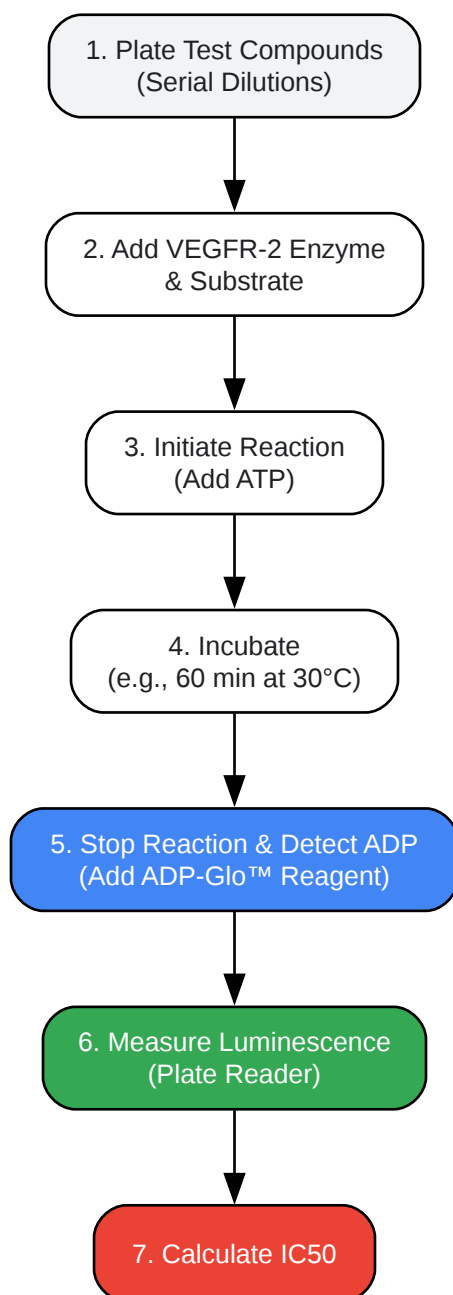 1. Plate Test Compounds
(Serial Dilutions)
2. Add VEGFR-2 Enzyme
& Substrate
3. Initiate Reaction
(Add ATP)
4. Incubate
(e.g., 60 min at 30°C)
5. Stop Reaction & Detect ADP
(Add ADP-Glo™ Reagent)
6. Measure Luminescence
(Plate Reader)
7. Calculate IC50